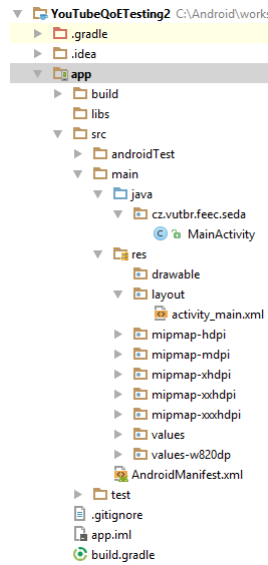 YouTubeQoETesting2 C:\Android\works
.gradle
.idea
app
build
libs
src
androidTest
main
java
cz.vutbr.feec.seda
MainActivity
res
drawable
layout
activity_main.xml
mipmap-hdpi
mipmap-mdpi
mipmap-xhdpi
mipmap-xxhdpi
mipmap-xxxhdpi
values
values-w820dp
AndroidManifest.xml
test
.gitignore
app.iml
build.gradle